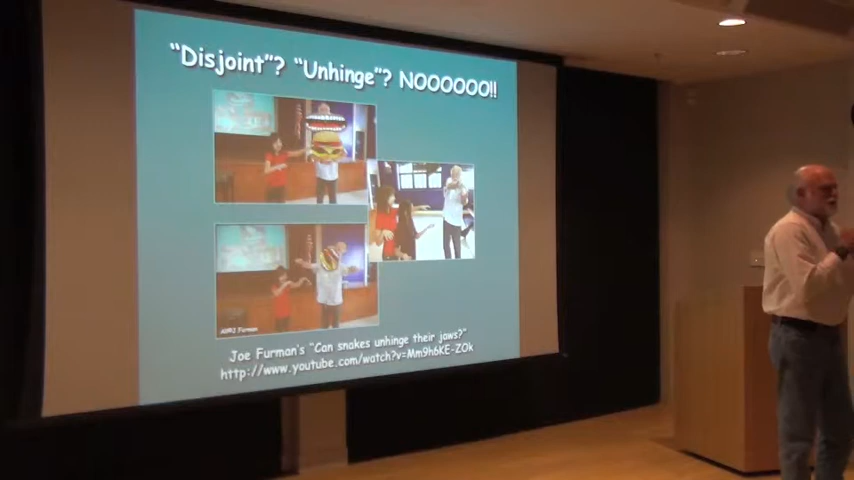 "Disjoint"? "Unhinge"? NOOOOOO!!
Joe Furman's "Can snakes unhinge their jaws?"
http://www.youtube.com/watch?v=Mm9h6KE-ZOk